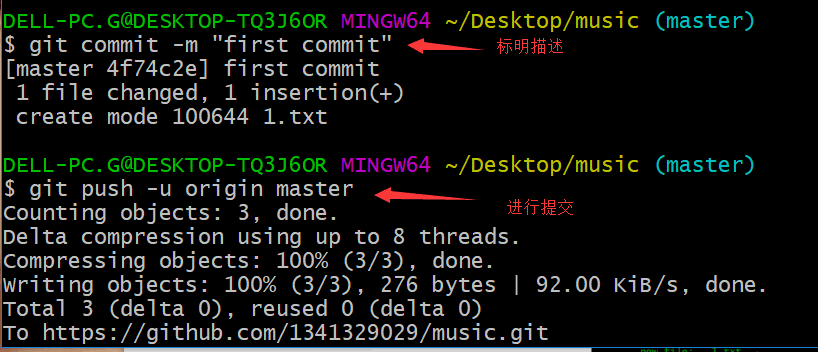 DELL-PC.G@DESKTOP-TQ3J6OR MINGW64 ~/Desktop/music (master)
$ git commit -m "first commit" 标明描述
[master 4f74c2e] first commit
1 file changed, 1 insertion(+)
create mode 100644 1.txt
DELL-PC.G@DESKTOP-TQ3J6OR MINGW64 ~/Desktop/music (master)
$ git push -u origin master 进行提交
Counting objects: 3, done.
Delta compression using up to 8 threads.
Compressing objects: 100% (3/3), done.
Writing objects: 100% (3/3), 276 bytes | 92.00 KiB/s, done.
Total 3 (delta 0), reused 0 (delta 0)
To https://github.com/1341329029/music.git